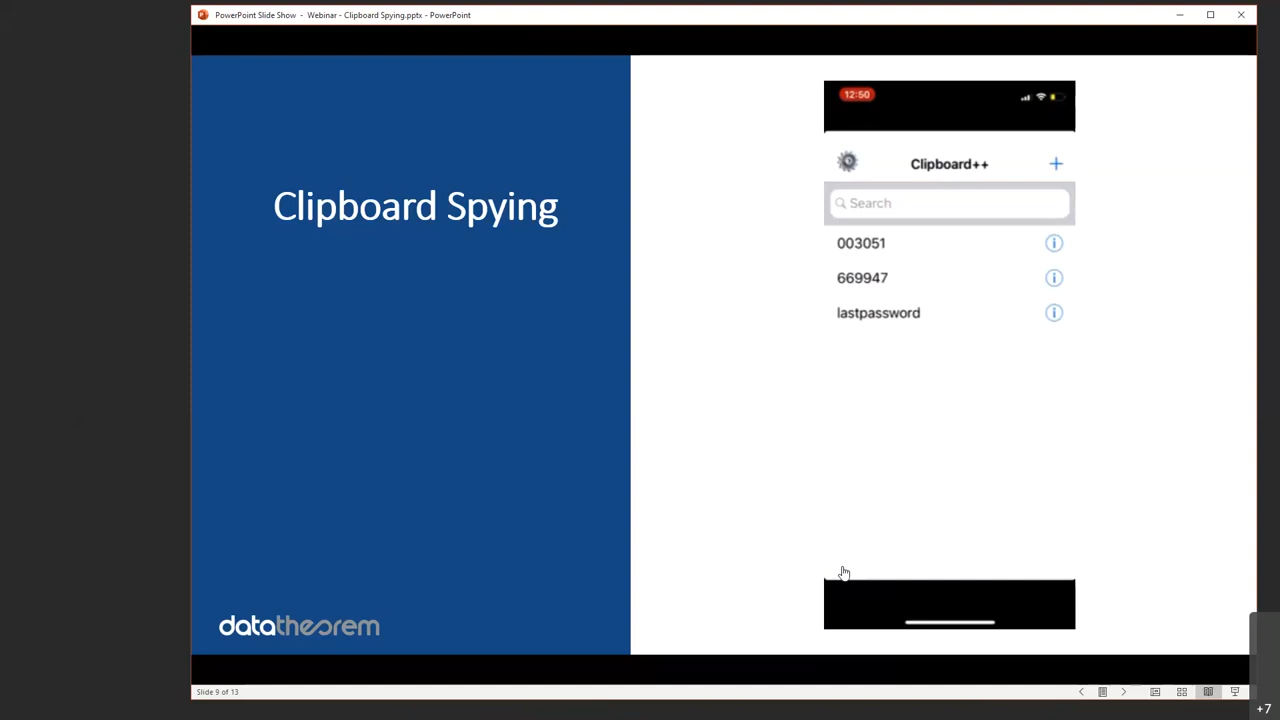 PowerPoint Slide Show - Webinar - Clipboard Spying.pptx - PowerPoint
Clipboard Spying
datatheorem
12:50
Clipboard++
Search
003051
669947
lastpassword
Slide 9 of 13
+7